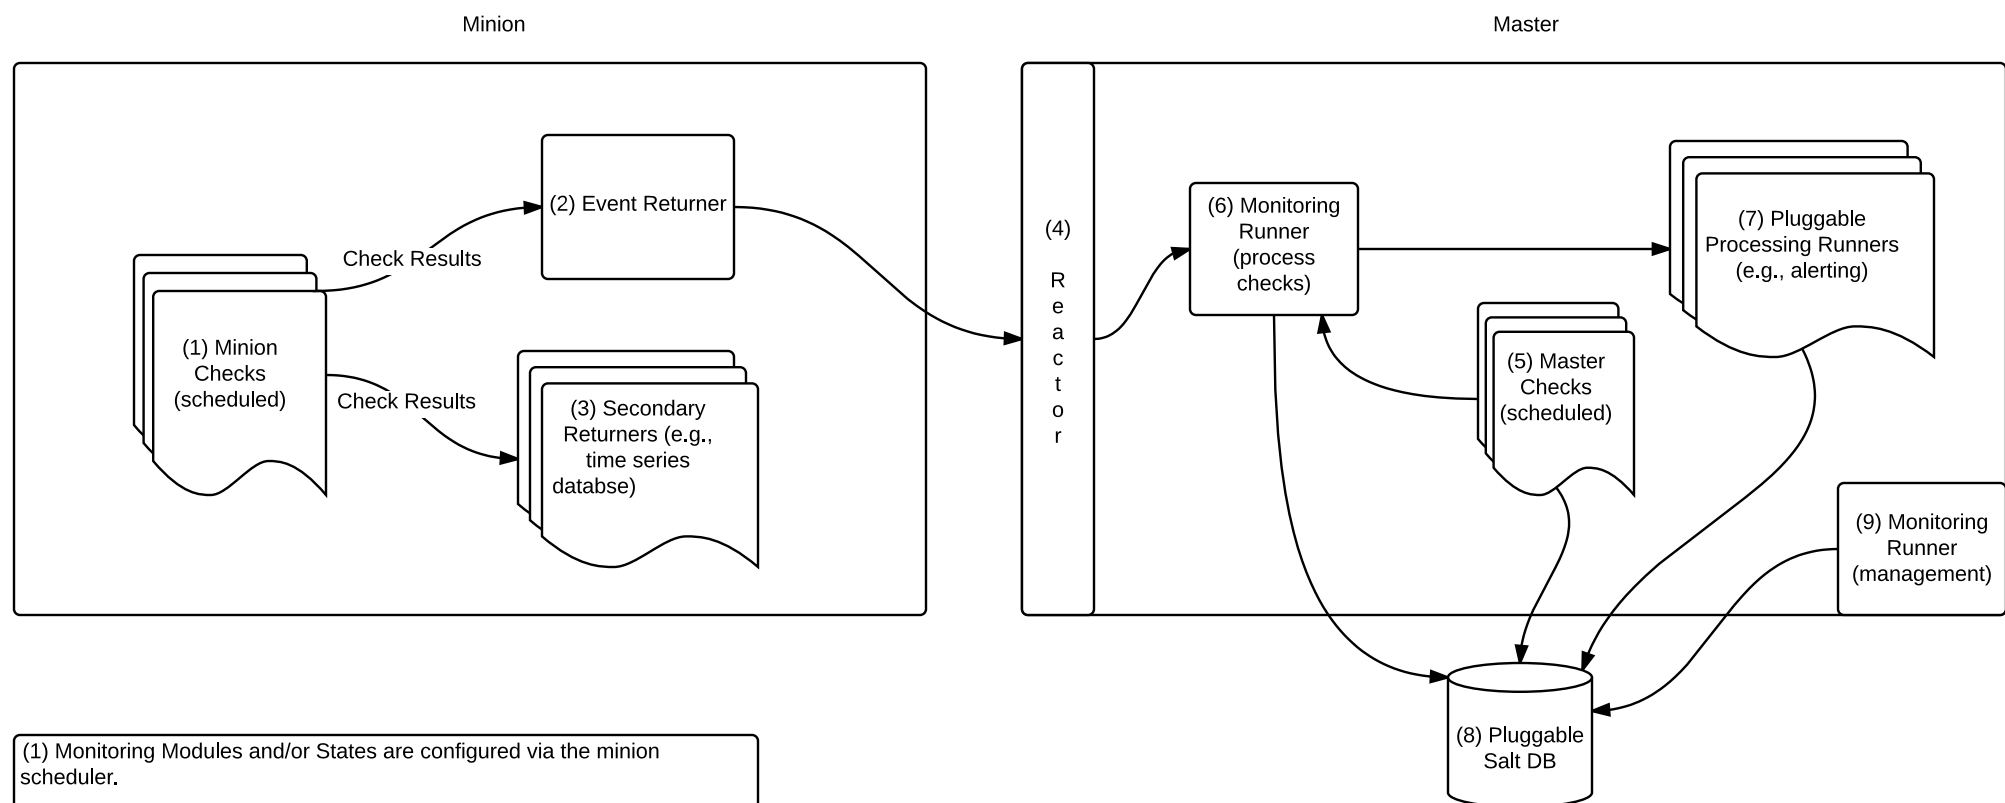 Minion
Master
(2) Event Returner
Check Results
(1) Minion
Checks
(scheduled)
Check Results
(3) Secondary
Returners (e.g.,
time series
databse)
(4)
R
e
a
c
t
o
r
(6) Monitoring
Runner
(process
checks)
(7) Pluggable
Processing Runners
(e.g., alerting)
(5) Master
Checks
(scheduled)
(9) Monitoring
Runner
(management)
(8) Pluggable
Salt DB
(1) Monitoring Modules and/or States are configured via the minion
scheduler.